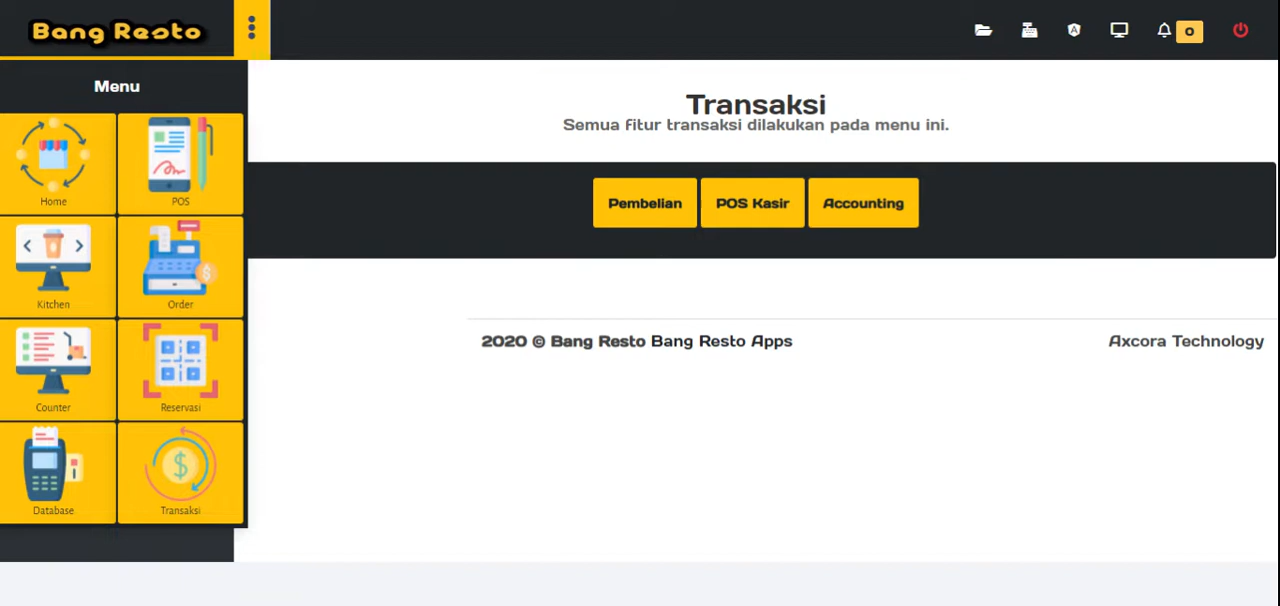 Bang Resto
0
Menu
Home
POS
Kitchen
Order
Counter
Reservasi
Database
Transaksi
Transaksi
Semua fitur transaksi dilakukan pada menu ini.
Pembelian
POS Kasir
Accounting
2020 © Bang Resto Bang Resto Apps
Axcora Technology